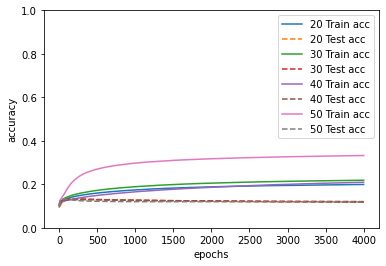 1.0
0.8
0.6
0.4
0.2
0.0
accuracy
0
500
1000
1500
2000
2500
3000
3500
4000
epochs
20 Train acc
20 Test acc
30 Train acc
30 Test acc
40 Train acc
40 Test acc
50 Train acc
50 Test acc